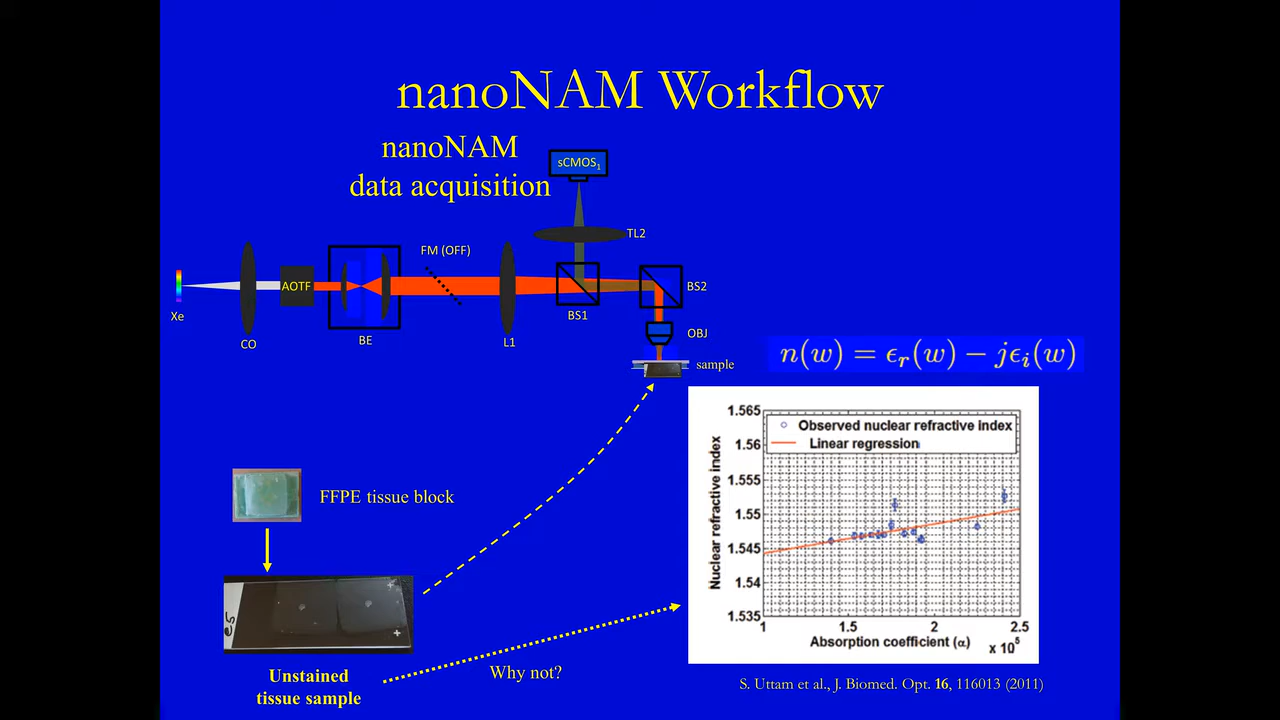 nanoNAM Workflow
nanoNAM
data acquisition
sCMOS1
TL2
FM (OFF)
AOTF
Xe
CO
BE
L1
BS1
BS2
OBJ
sample
n(w) = ϵr(w) − jϵi(w)
FFPE tissue block
e5
Unstained
tissue sample
Why not?
Nuclear refractive index
1.565
1.56
1.555
1.55
1.545
1.54
1.535
Observed nuclear refractive index
Linear regression
1 1.5 2 2.5
Absorption coefficient (α)
x 10^5
S. Uttam et al., J. Biomed. Opt. 16, 116013 (2011)